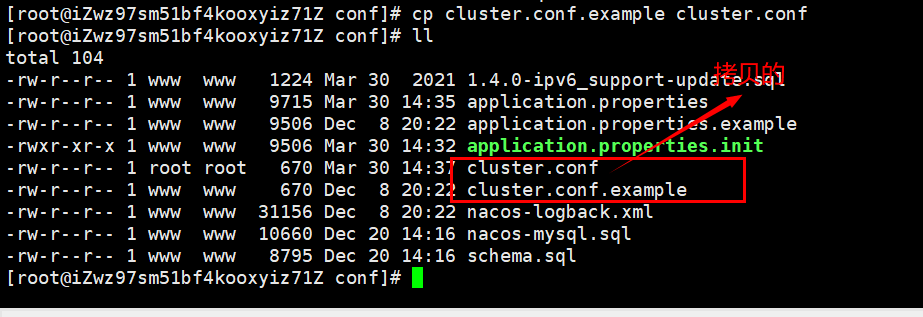 [root@iZwz97sm51bf4kooxyiz71Z conf]# cp cluster.conf.example cluster.conf
[root@iZwz97sm51bf4kooxyiz71Z conf]# ll
total 104
-rw-r--r-- 1 www  www   1224 Mar 30  2021 1.4.0-ipv6_support-update.sql
拷贝的
-rw-r--r-- 1 www  www   9715 Mar 30 14:35 application.properties
-rw-r--r-- 1 www  www   9506 Dec  8 20:22 application.properties.example
-rwxr-xr-x 1 www  www   9506 Mar 30 14:32 application.properties.init
-rw-r--r-- 1 root root   670 Mar 30 14:37 cluster.conf
-rw-r--r-- 1 www  www    670 Dec  8 20:22 cluster.conf.example
-rw-r--r-- 1 www  www  31156 Dec  8 20:22 nacos-logback.xml
-rw-r--r-- 1 www  www  10660 Dec 20 14:16 nacos-mysql.sql
-rw-r--r-- 1 www  www   8795 Dec 20 14:16 schema.sql
[root@iZwz97sm51bf4kooxyiz71Z conf]#